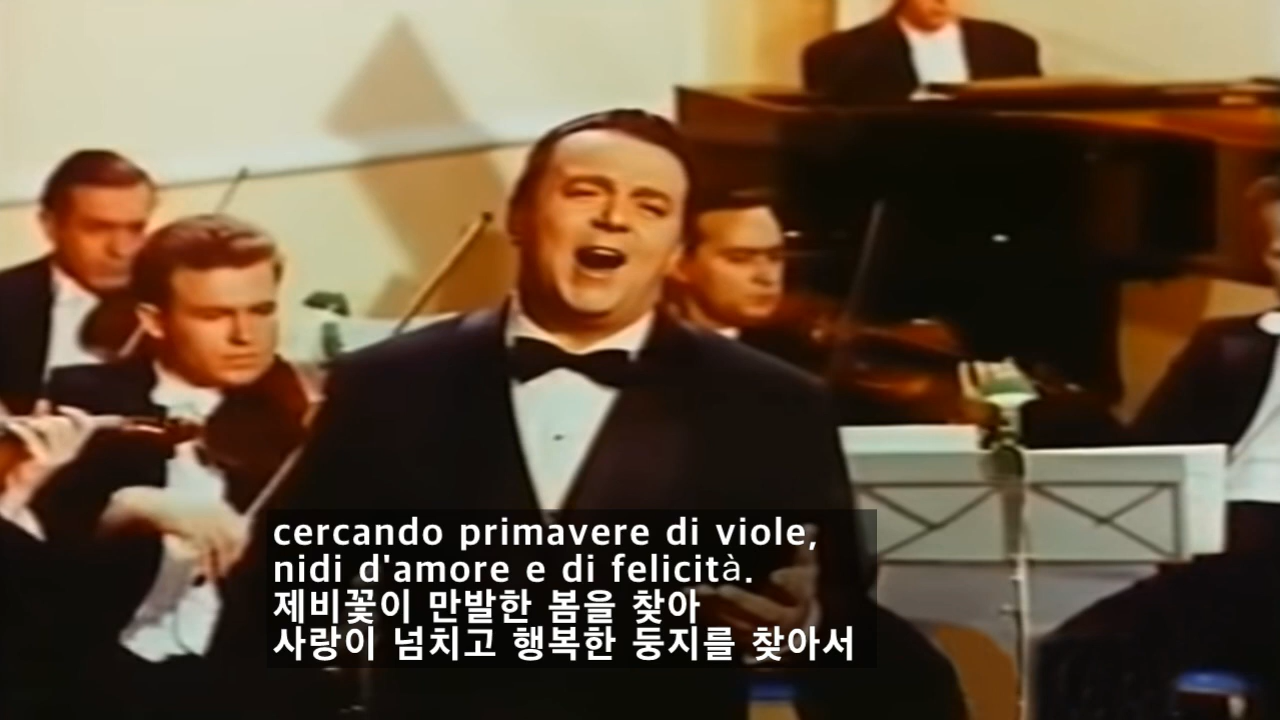 cercando primavere di viole,
nidi d'amore e di felicità.
제비꽃이 만발한 봄을 찾아
사랑이 넘치고 행복한 둥지를 찾아서